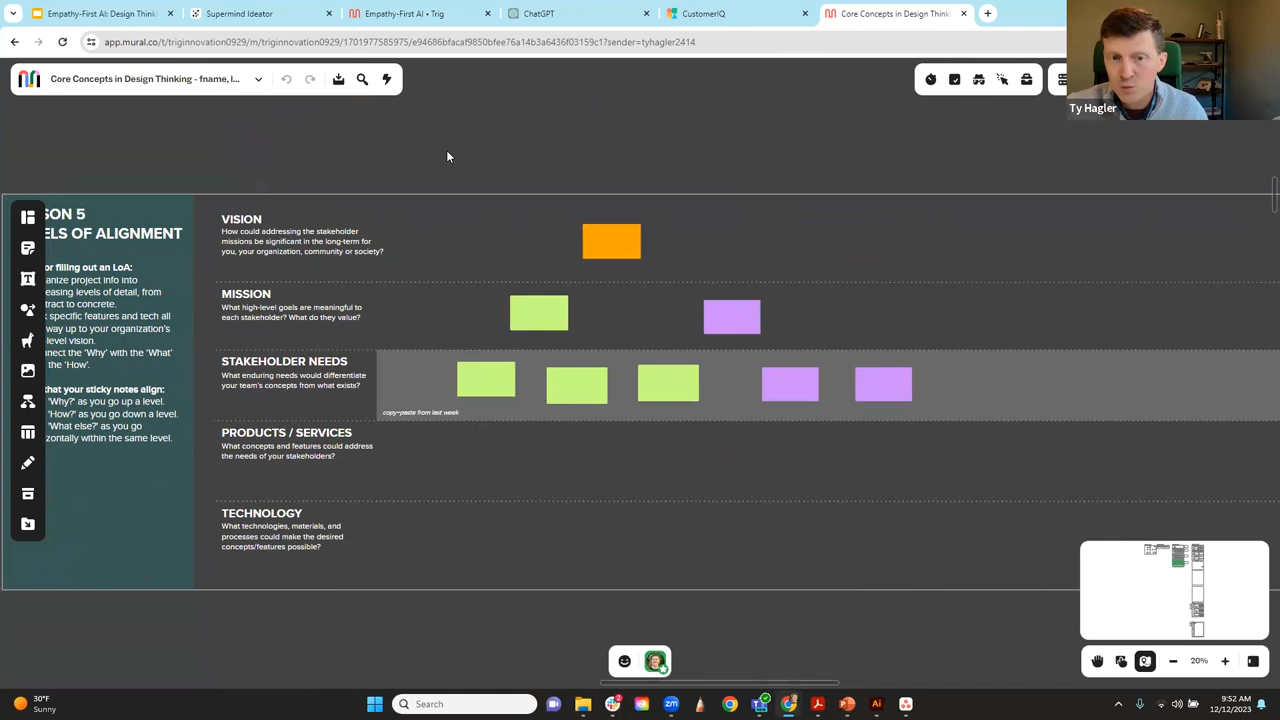 Empathy-First AI: Design Think
Supermind Ideator
Empathy-First AI • Trig
ChatGPT
CustomerIQ
Core Concepts in Design Thinki
app.mural.co/t/triginnovation0929/m/triginnovation0929/1701977585975/e94686bfacaf9850bfee76a14b3a6436f03159c1?sender=tyhagler2414
Core Concepts in Design Thinking - fname, l...
Ty Hagler
SON 5
ELS OF ALIGNMENT
or filling out an LoA:
anize project info into
easing levels of detail, from
tract to concrete.
k specific features and tech all
way up to your organization's
level vision.
nnect the 'Why' with the 'What'
the 'How'.
that your sticky notes align:
'Why?' as you go up a level.
'How?' as you go down a level.
'What else?' as you go
zontally within the same level.
VISION
How could addressing the stakeholder
missions be significant in the long-term for
you, your organization, community or society?
MISSION
What high-level goals are meaningful to
each stakeholder? What do they value?
STAKEHOLDER NEEDS
What enduring needs would differentiate
your team's concepts from what exists?
copy+paste from last week
PRODUCTS / SERVICES
What concepts and features could address
the needs of your stakeholders?
TECHNOLOGY
What technologies, materials, and
processes could make the desired
concepts/features possible?
20%
30°F
Sunny
Search
9:52 AM
12/12/2023